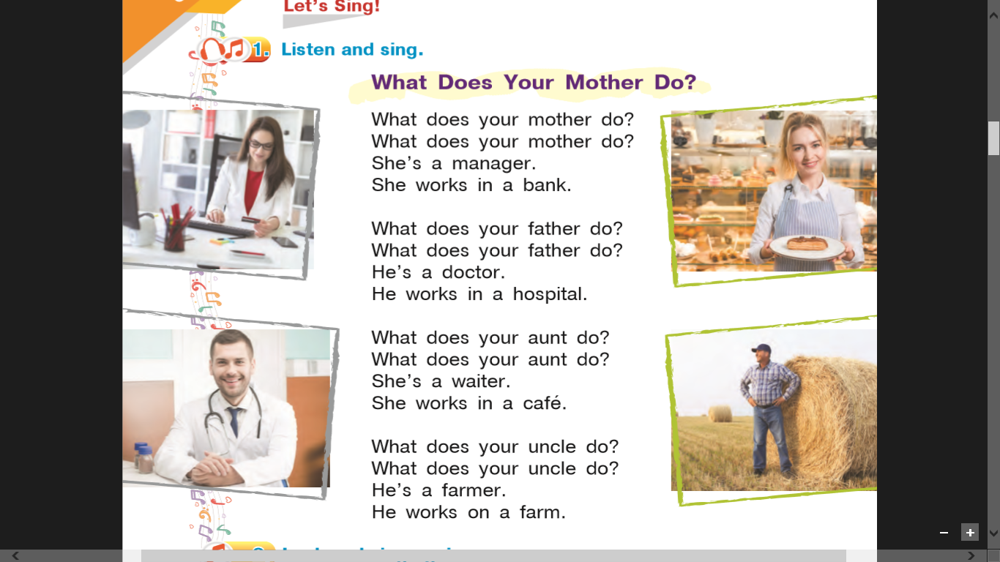 Let's Sing!
1. Listen and sing.
What Does Your Mother Do?
What does your mother do?
What does your mother do?
She's a manager.
She works in a bank.
What does your father do?
What does your father do?
He's a doctor.
He works in a hospital.
What does your aunt do?
What does your aunt do?
She's a waiter.
She works in a café.
What does your uncle do?
What does your uncle do?
He's a farmer.
He works on a farm.